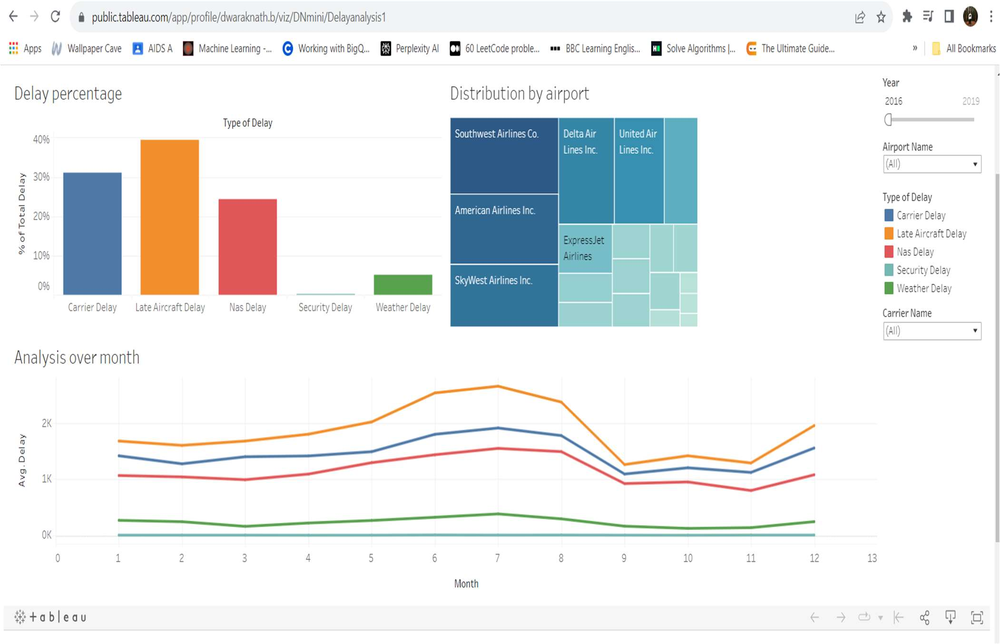 public.tableau.com/app/profile/dwaraknath.b/viz/DNmini/Delayanalysis1
Apps Wallpaper Cave AIDS A Machine Learning -... Working with BigQ... Perplexity AI 60 LeetCode proble... BBC Learning Englis... Solve Algorithms |... The Ultimate Guide... » All Bookmarks
Delay percentage
Type of Delay
% of Total Delay
40%
30%
20%
10%
0%
Carrier Delay Late Aircraft Delay Nas Delay Security Delay Weather Delay
Distribution by airport
Southwest Airlines Co.
American Airlines Inc.
SkyWest Airlines Inc.
Delta Air
Lines Inc.
United Air
Lines Inc.
ExpressJet
Airlines
Year
2016 2019
Airport Name
(All)
Type of Delay
Carrier Delay
Late Aircraft Delay
Nas Delay
Security Delay
Weather Delay
Carrier Name
(All)
Analysis over month
Avg. Delay
2K
1K
0K
0 1 2 3 4 5 6 7 8 9 10 11 12 13
Month
+ableau